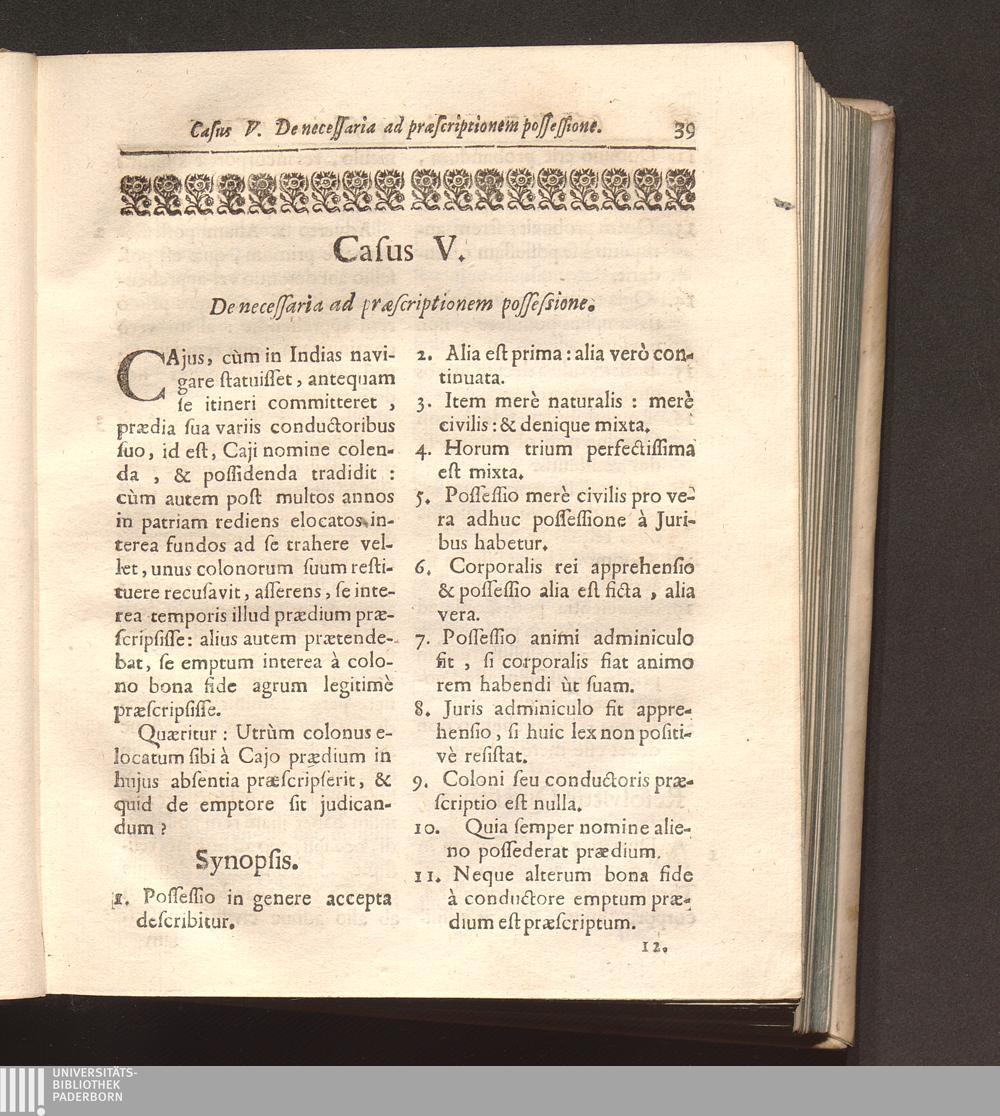 Casus V. De necessaria ad præscriptionem possessione. 39
Casus V.
De necessaria ad præscriptionem possessione.
CAjus, cùm in Indias navi-
gare statuisset, antequam
se itineri committeret ,
prædia sua variis conductoribus
suo, id est, Caji nomine colen-
da , & possidenda tradidit :
cùm autem post multos annos
in patriam rediens elocatos in-
terea fundos ad se trahere vel-
let, unus colonorum suum resti-
tuere recusavit, asserens, se inte-
rea temporis illud prædium præ-
scripsisse: alius autem prætende-
bat, se emptum interea à colo-
no bona fide agrum legitimè
præscripsisse.
Quæritur : Utrùm colonus e-
locatum sibi à Cajo prædium in
hujus absentia præscripserit, &
quid de emptore sit judican-
dum ?
Synopsis.
1. Possessio in genere accepta
describitur.
2. Alia est prima : alia verò con-
tinuata.
3. Item merè naturalis : merè
civilis : & denique mixta.
4. Horum trium perfectissima
est mixta.
5. Possessio merè civilis pro ve-
ra adhuc possessione à Juri-
bus habetur.
6. Corporalis rei apprehensio
& possessio alia est ficta , alia
vera.
7. Possessio animi adminiculo
fit , si corporalis fiat animo
rem habendi ùt suam.
8. Juris adminiculo fit appre-
hensio, si huic lex non positi-
vè resistat.
9. Coloni seu conductoris præ-
scriptio est nulla.
10. Quia semper nomine alie-
no possederat prædium.
11. Neque alterum bona fide
à conductore emptum præ-
dium est præscriptum.
12.
UNIVERSITÄTS-
BIBLIOTHEK
PADERBORN